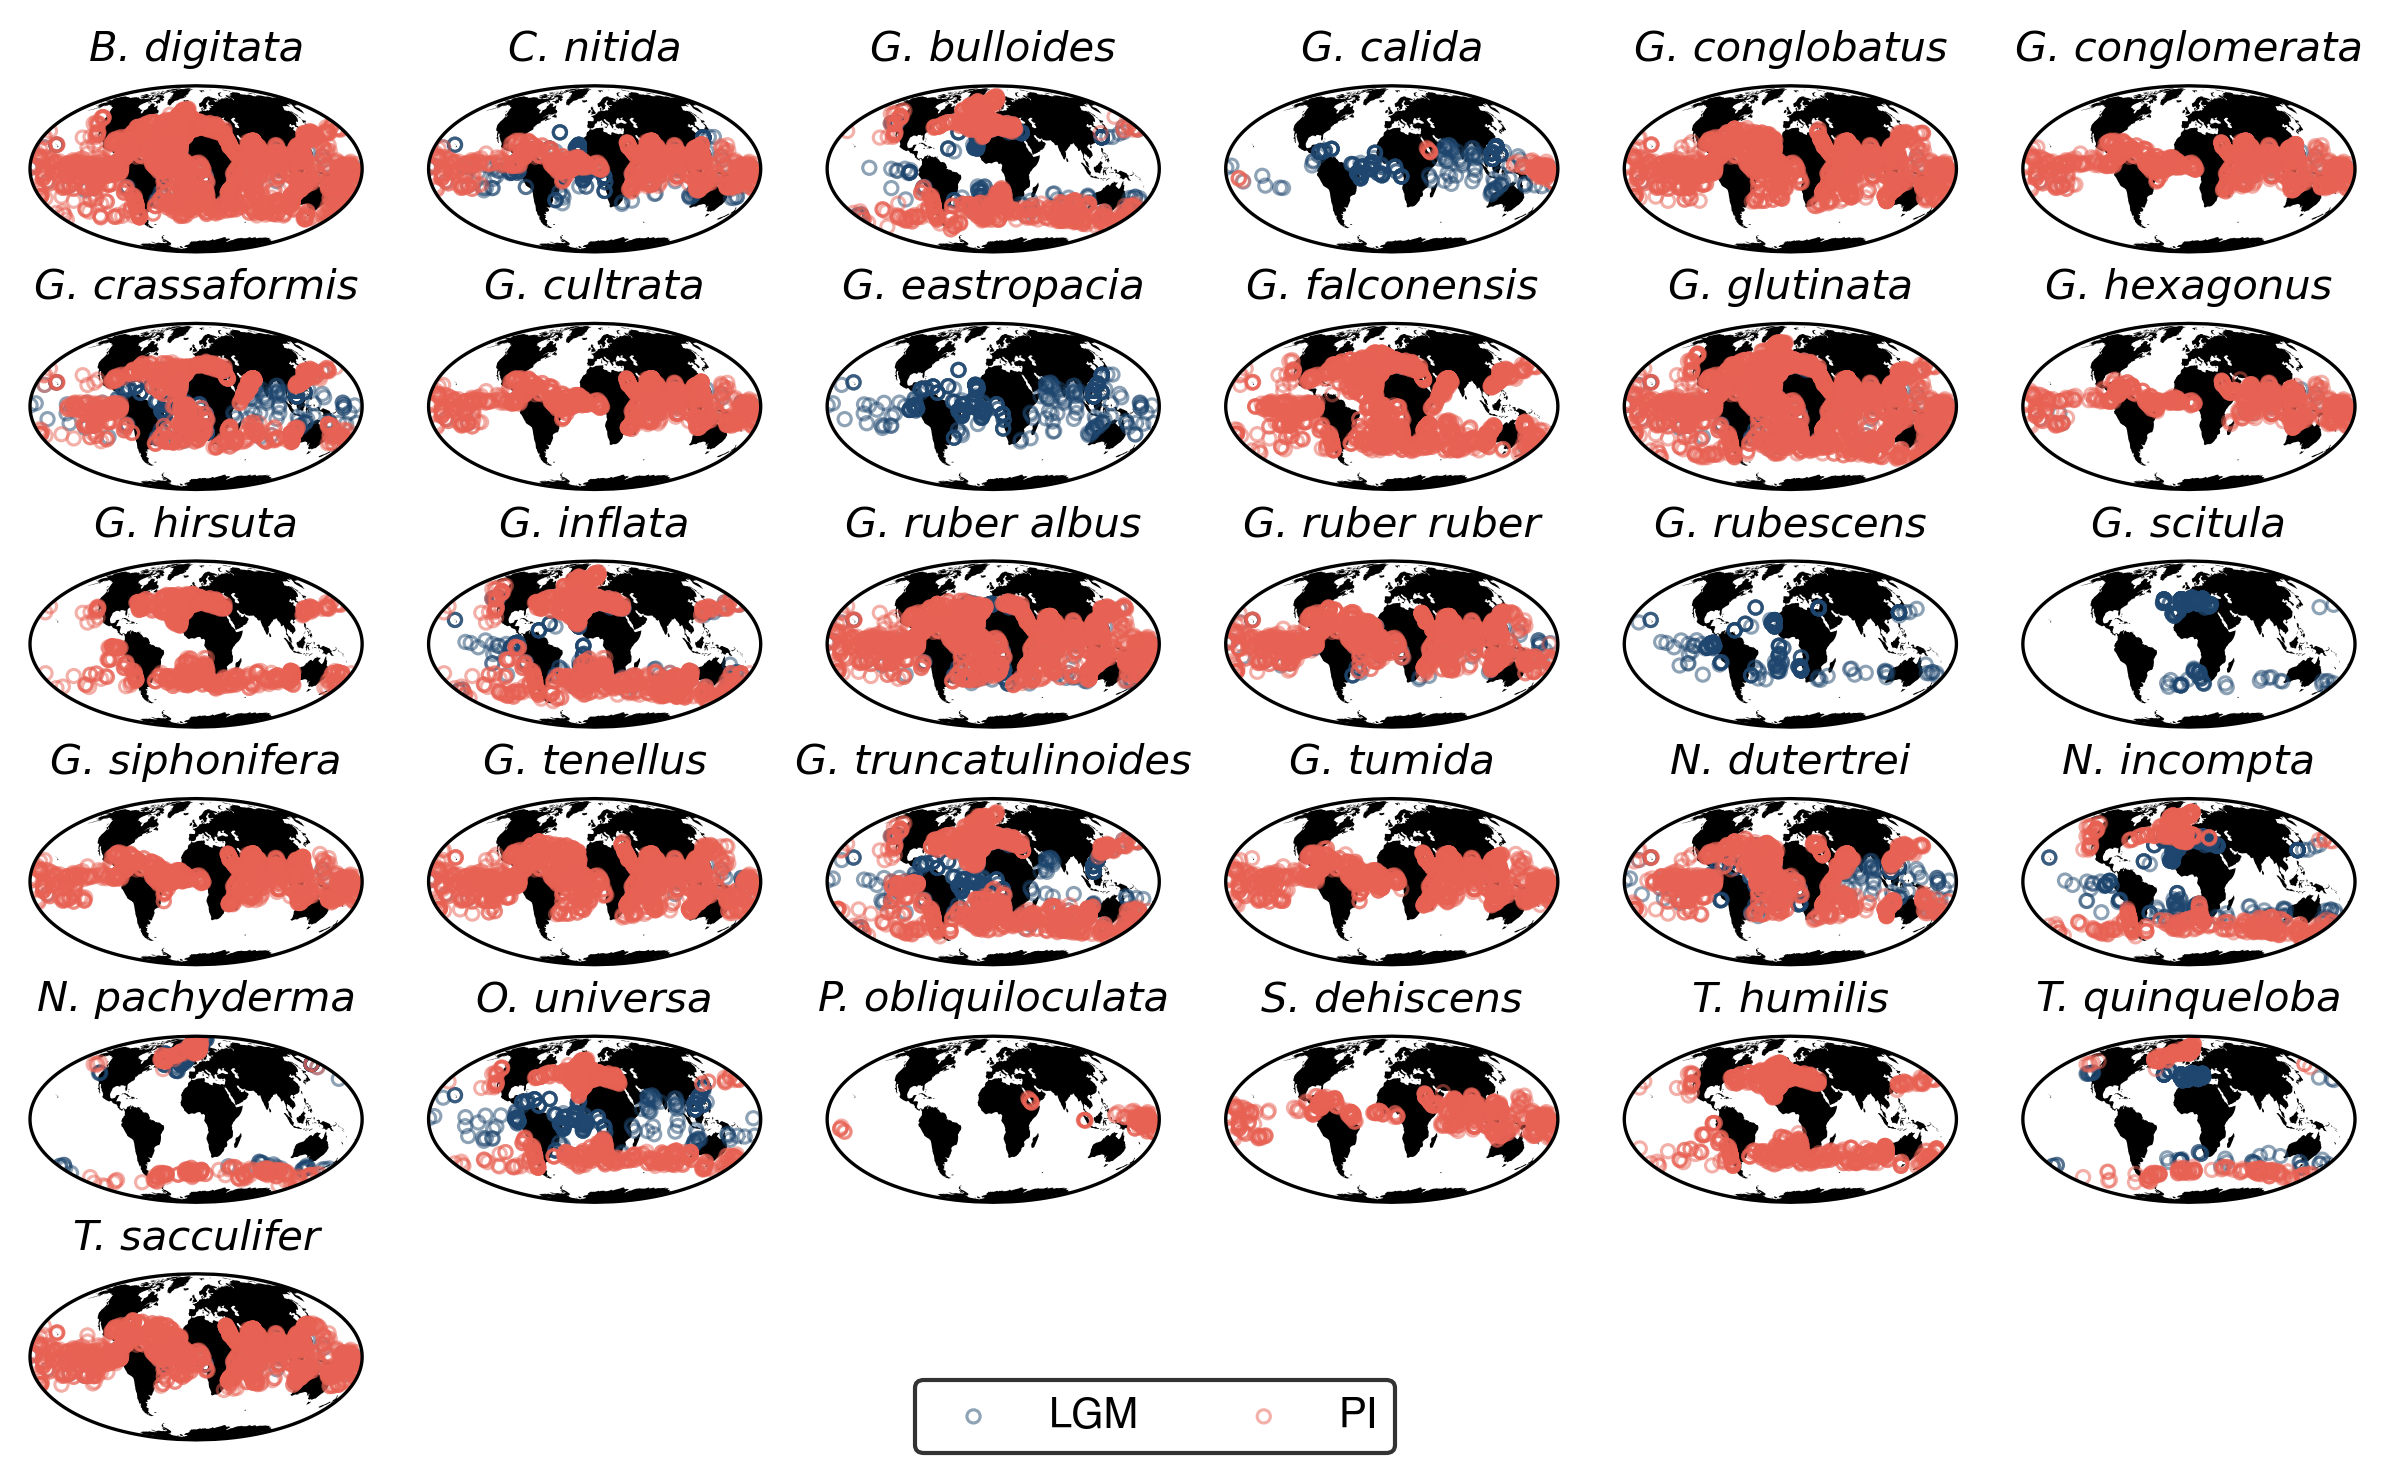 B. digitata
C. nitida
G. bulloides
G. calida
G. conglobatus
G. conglomerata
G. crassaformis
G. cultrata
G. eastropacia
G. falconensis
G. glutinata
G. hexagonus
G. hirsuta
G. inflata
G. ruber albus
G. ruber ruber
G. rubescens
G. scitula
G. siphonifera
G. tenellus
G. truncatulinoides
G. tumida
N. dutertrei
N. incompta
N. pachyderma
O. universa
P. obliquiloculata
S. dehiscens
T. humilis
T. quinqueloba
T. sacculifer
LGM
PI